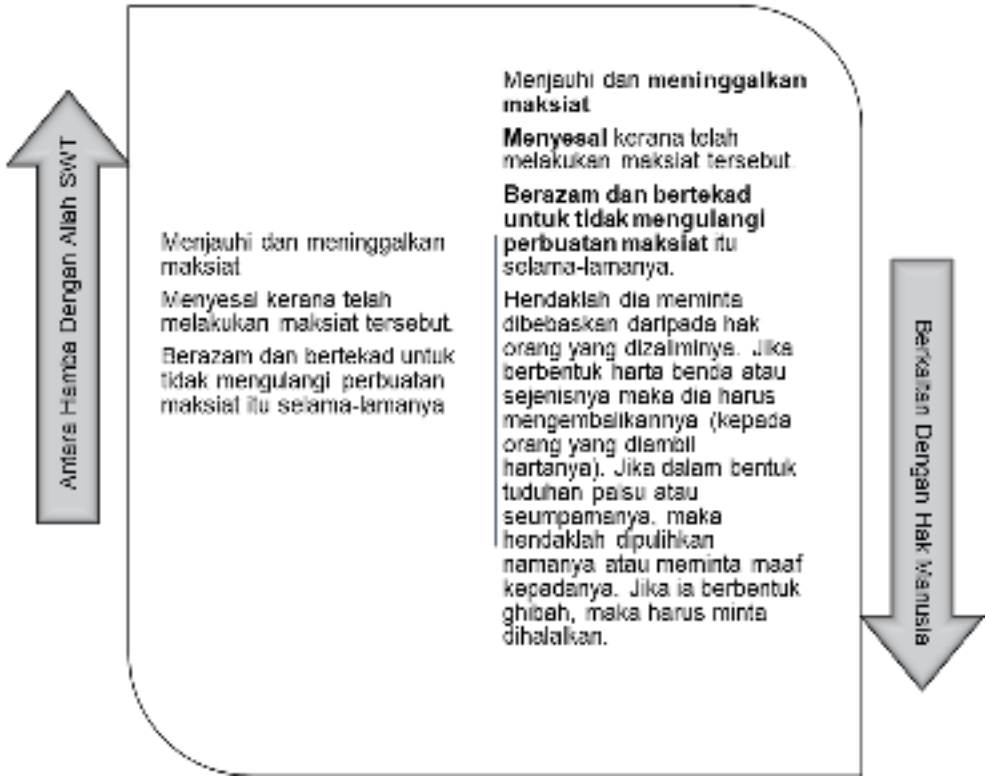 Antara Hamba Dengan Allah SWT
Menjauhi dan meninggalkan
maksiat
Menyesal kerana telah
melakukan maksiat tersebut.
Berazam dan bertekad untuk
tidak mengulangi perbuatan
maksiat itu selama-lamanya
Menjauhi dan meninggalkan
maksiat
Menyesal kerana telah
melakukan maksiat tersebut.
Berazam dan bertekad
untuk tidak mengulangi
perbuatan maksiat itu
selama-lamanya.
Hendaklah dia meminta
dibebaskan daripada hak
orang yang dizaliminya. Jika
berbentuk harta benda atau
sejenisnya maka dia harus
mengembalikannya (kepada
orang yang diambil
hartanya). Jika dalam bentuk
tuduhan palsu atau
seumpamanya, maka
hendaklah dipulihkan
namanya atau meminta maaf
kepadanya. Jika ia berbentuk
ghibah, maka harus minta
dihalalkan.
Berkaitan Dengan Hak Manusia